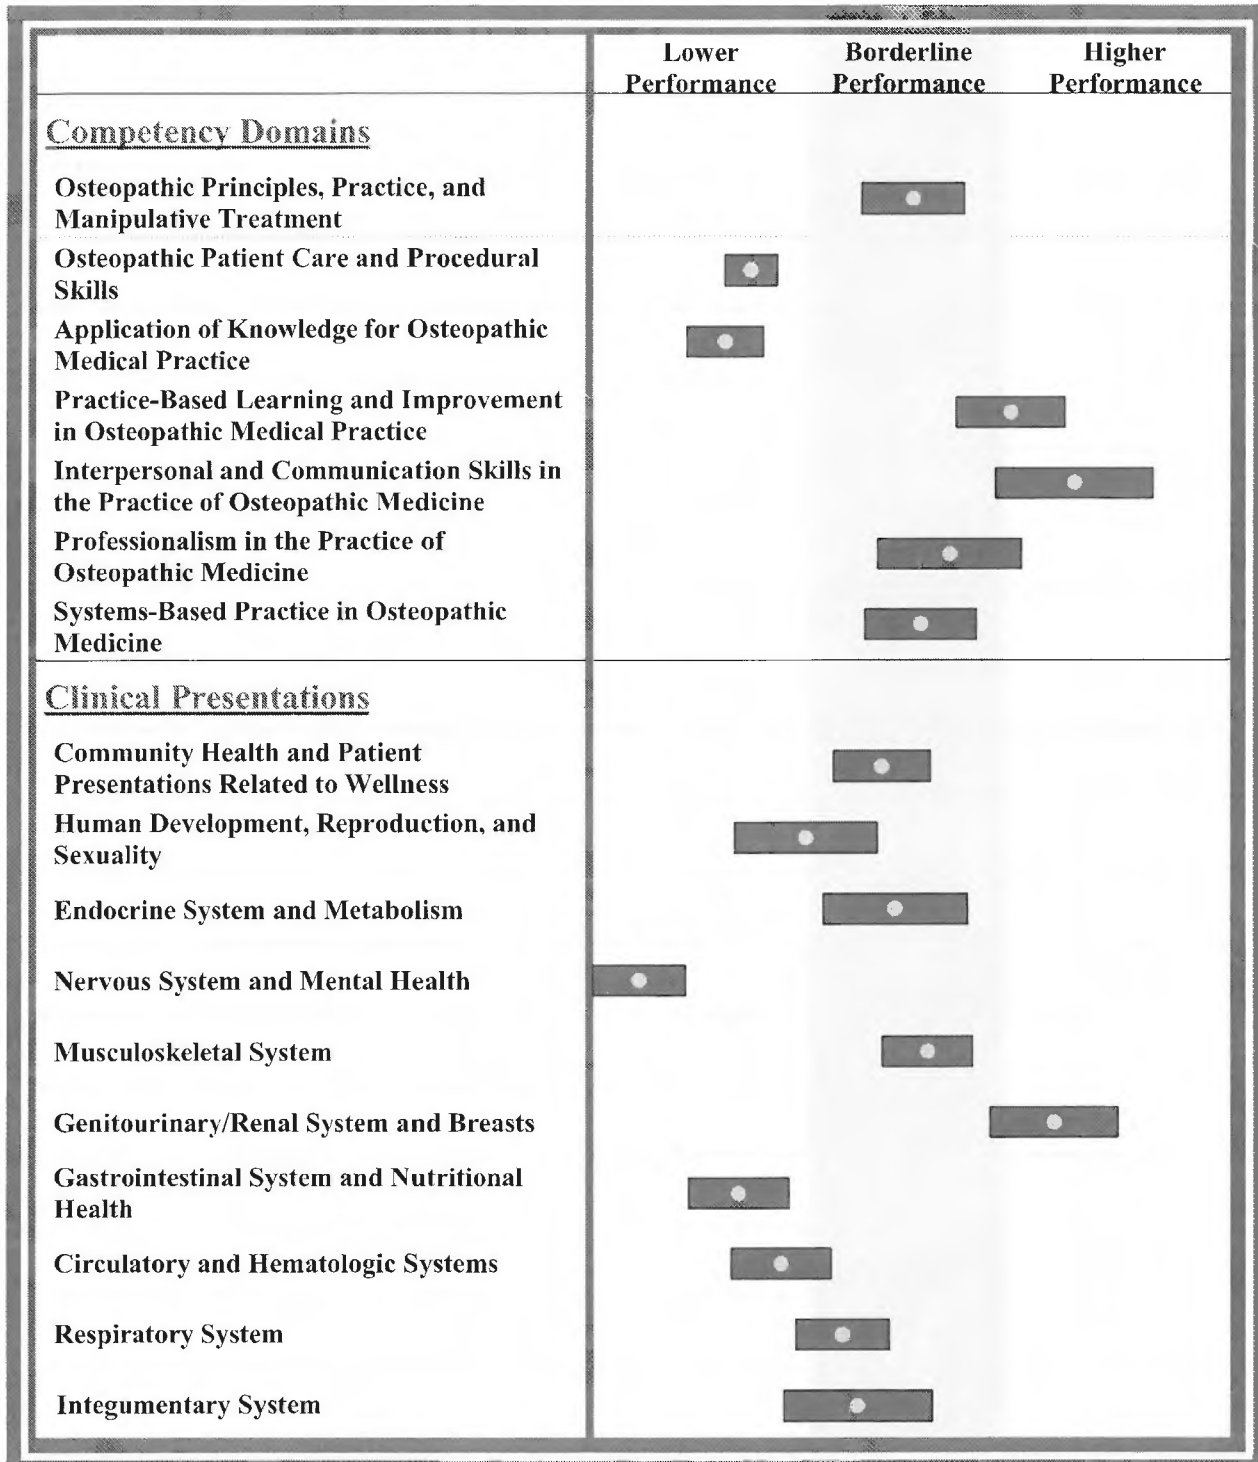 Lower Borderline Higher
Performance Performance Performance
Competency Domains
Osteopathic Principles, Practice, and
Manipulative Treatment
Osteopathic Patient Care and Procedural
Skills
Application of Knowledge for Osteopathic
Medical Practice
Practice-Based Learning and Improvement
in Osteopathic Medical Practice
Interpersonal and Communication Skills in
the Practice of Osteopathic Medicine
Professionalism in the Practice of
Osteopathic Medicine
Systems-Based Practice in Osteopathic
Medicine
Clinical Presentations
Community Health and Patient
Presentations Related to Wellness
Human Development, Reproduction, and
Sexuality
Endocrine System and Metabolism
Nervous System and Mental Health
Musculoskeletal System
Genitourinary/Renal System and Breasts
Gastrointestinal System and Nutritional
Health
Circulatory and Hematologic Systems
Respiratory System
Integumentary System